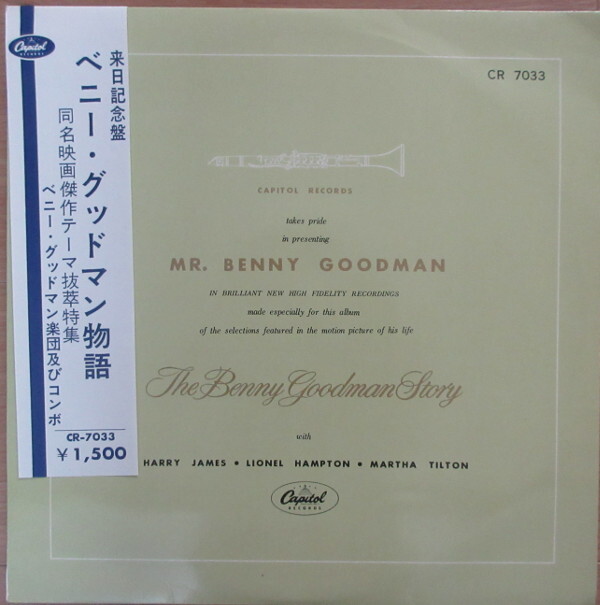 Capitol
RECORDS
来日記念盤
ベニー・グッドマン物語
同名映画傑作テーマ抜萃特集
ベニー・グッドマン楽団及びコンボ
CR-7033
¥1,500
CR 7033
CAPITOL RECORDS
takes pride
in presenting
MR. BENNY GOODMAN
IN BRILLIANT NEW HIGH FIDELITY RECORDINGS
made especially for this album
of the selections featured in the motion picture of his life
The Benny Goodman Story
with
HARRY JAMES • LIONEL HAMPTON • MARTHA TILTON
Capitol
RECORDS